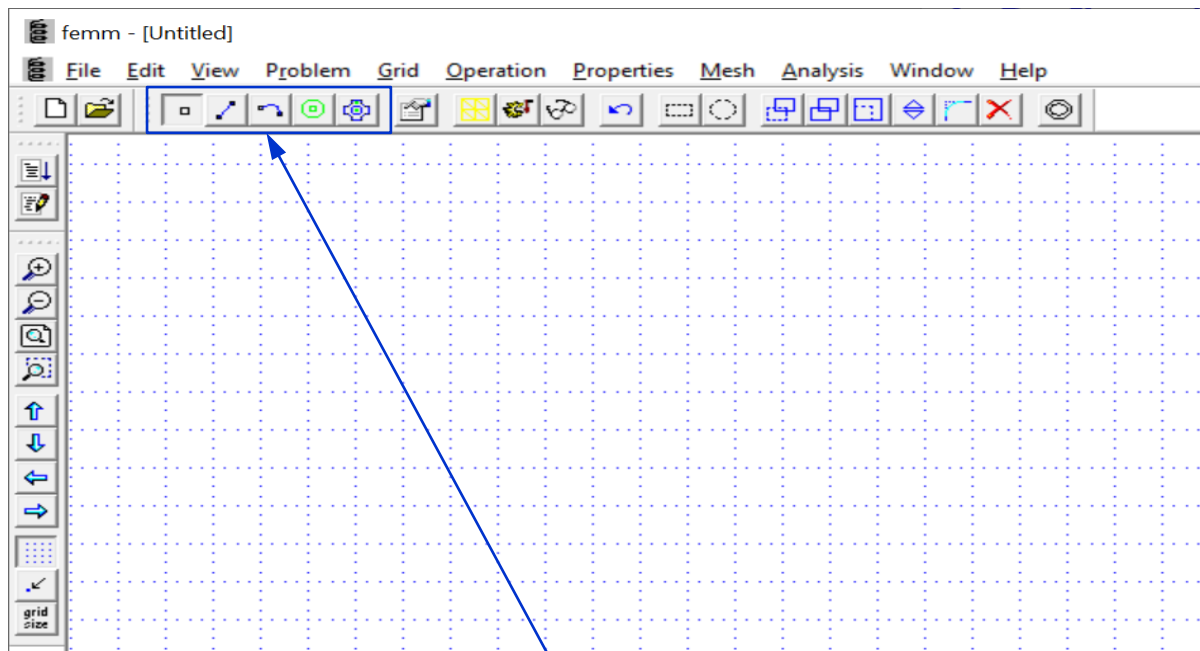 femm - [Untitled]
File Edit View Problem Grid Operation Properties Mesh Analysis Window Help
grid
size